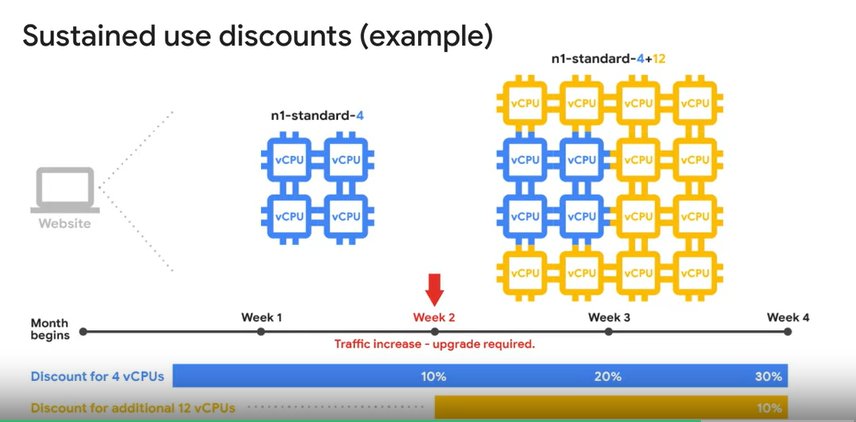 Sustained use discounts (example)
n1-standard-4+12
n1-standard-4
vCPU vCPU vCPU vCPU
vCPU vCPU
vCPU vCPU vCPU vCPU
vCPU vCPU
vCPU vCPU vCPU vCPU
vCPU vCPU vCPU vCPU
Website
Month
begins
Week 1
Week 2
Week 3
Week 4
Traffic increase - upgrade required.
Discount for 4 vCPUs
10%
20%
30%
Discount for additional 12 vCPUs
10%